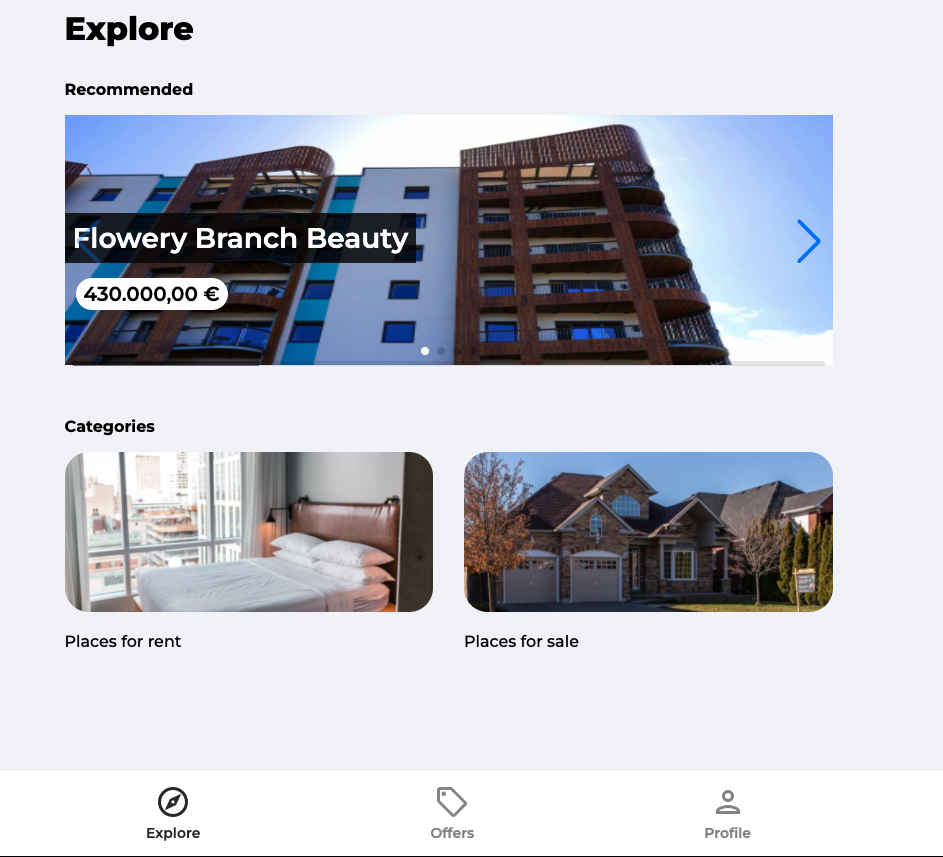 Explore
Recommended
Flowery Branch Beauty
430.000,00 €
Categories
Places for rent
Places for sale
Explore
Offers
Profile